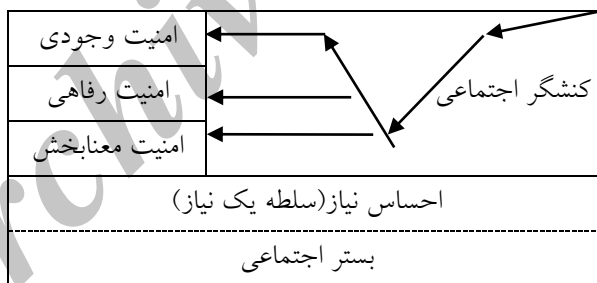 امنیت وجودی
امنیت رفاهی
کنشگر اجتماعی
امنیت معنابخش
احساس نیاز(سلطه یک نیاز)
بستر اجتماعی